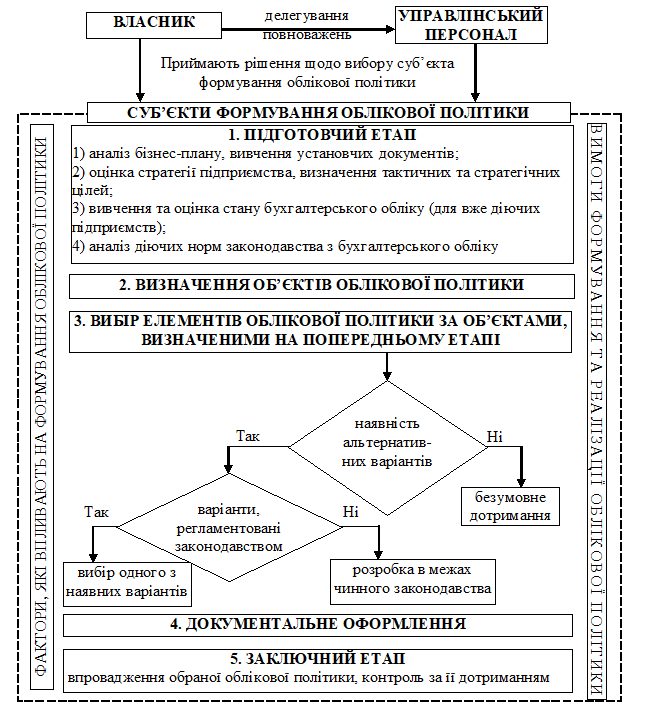 ВЛАСНИК
делегування
повноважень
УПРАВЛІНСЬКИЙ
ПЕРСОНАЛ
Приймають рішення щодо вибору суб’єкта
формування облікової політики
СУБ’ЄКТИ ФОРМУВАННЯ ОБЛІКОВОЇ ПОЛІТИКИ
ФАКТОРИ, ЯКІ ВПЛИВАЮТЬ НА ФОРМУВАННЯ ОБЛІКОВОЇ ПОЛІТИКИ
1. ПІДГОТОВЧИЙ ЕТАП
1) аналіз бізнес-плану, вивчення установчих документів;
2) оцінка стратегії підприємства, визначення тактичних та стратегічних
цілей;
3) вивчення та оцінка стану бухгалтерського обліку (для вже діючих
підприємств);
4) аналіз діючих норм законодавства з бухгалтерського обліку
2. ВИЗНАЧЕННЯ ОБ’ЄКТІВ ОБЛІКОВОЇ ПОЛІТИКИ
3. ВИБІР ЕЛЕМЕНТІВ ОБЛІКОВОЇ ПОЛІТИКИ ЗА ОБ’ЄКТАМИ,
ВИЗНАЧЕНИМИ НА ПОПЕРЕДНЬОМУ ЕТАПІ
наявність
альтернатив-
них варіантів
Так
Ні
безумовне
дотримання
варіанти,
регламентовані
законодавством
Так
Ні
вибір одного з
наявних варіантів
розробка в межах
чинного законодавства
4. ДОКУМЕНТАЛЬНЕ ОФОРМЛЕННЯ
5. ЗАКЛЮЧНИЙ ЕТАП
впровадження обраної облікової політики, контроль за її дотриманням
ВИМОГИ ФОРМУВАННЯ ТА РЕАЛІЗАЦІЇ ОБЛІКОВОЇ ПОЛІТИКИ